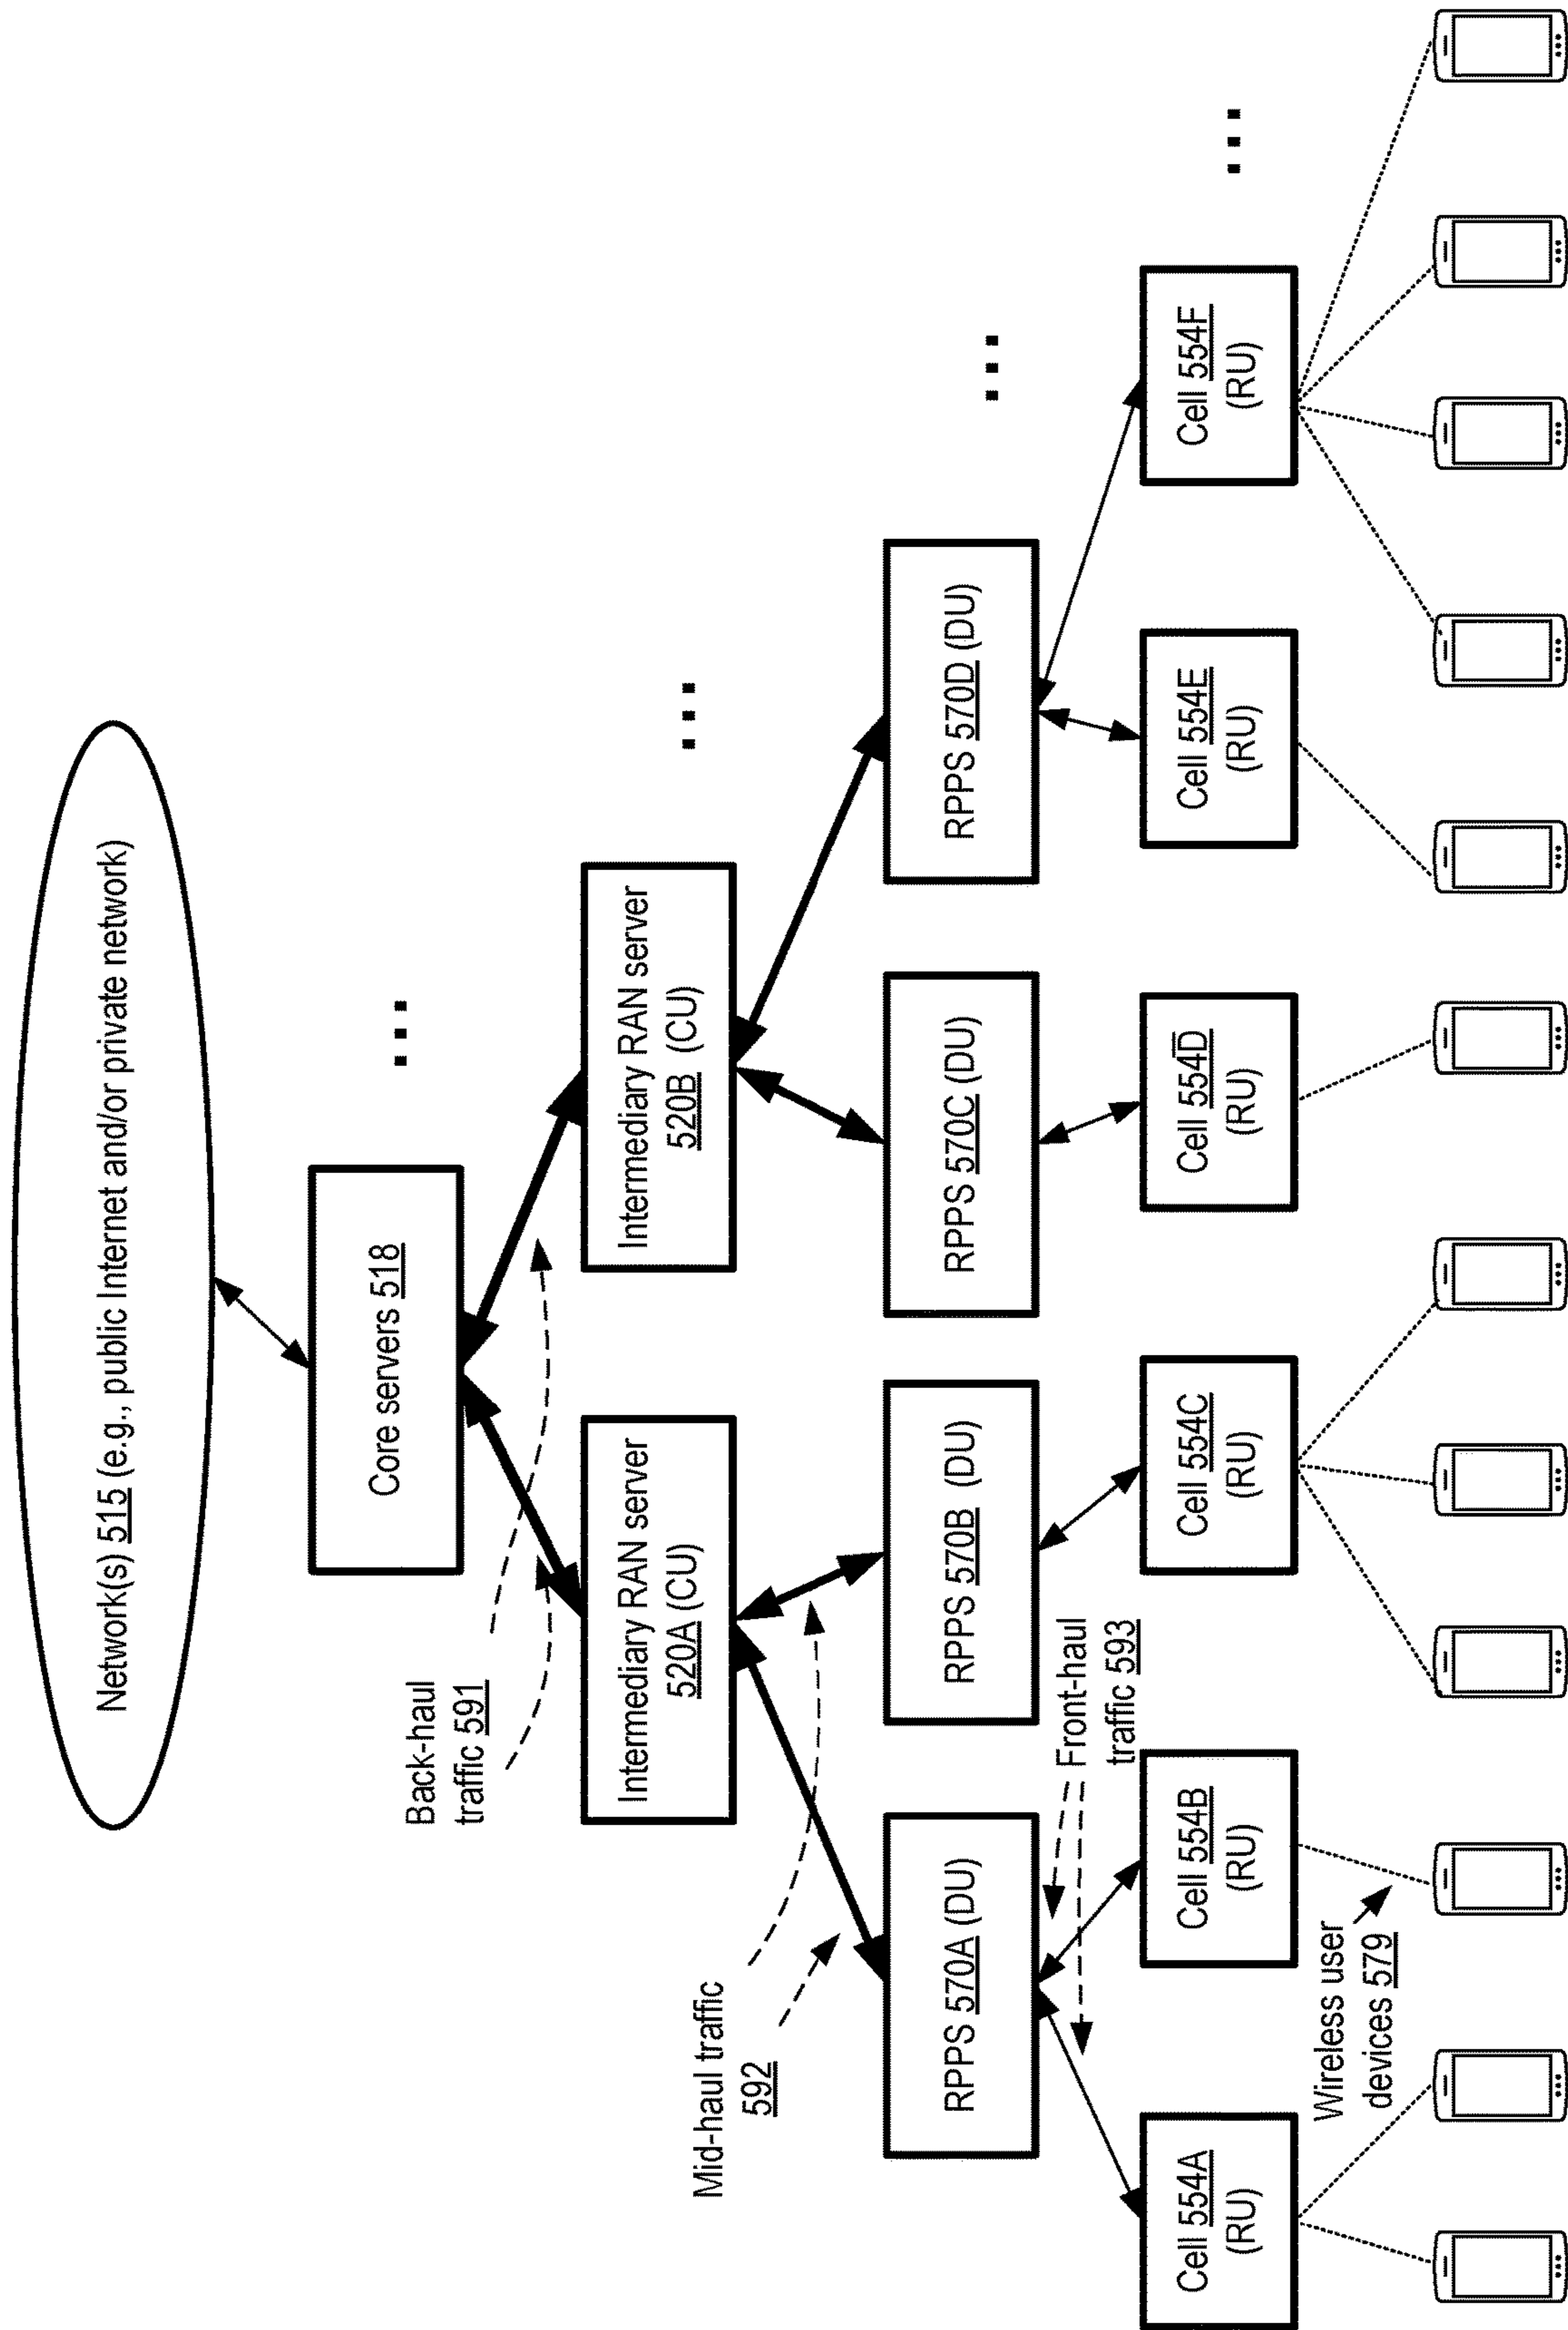 Network(s) 515 (e.g., public Internet and/or private network)
Core servers 518
...
Back-haul
traffic 591
Intermediary RAN server
520A (CU)
Intermediary RAN server
520B (CU)
...
Mid-haul traffic
592
RPPS 570A (DU)
RPPS 570B (DU)
RPPS 570C (DU)
RPPS 570D (DU)
...
Front-haul
traffic 593
Cell 554A
(RU)
Cell 554B
(RU)
Cell 554C
(RU)
Cell 554D
(RU)
Cell 554E
(RU)
Cell 554F
(RU)
...
Wireless user
devices 579